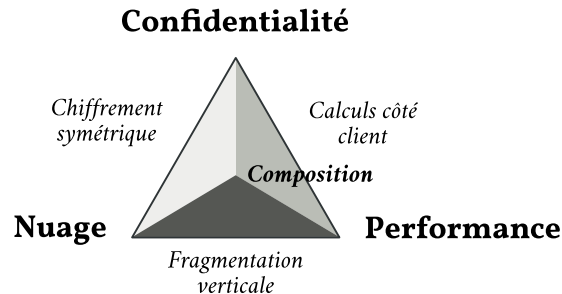 Confidentialité
Chiffrement
symétrique
Calculs côté
client
Composition
Nuage
Performance
Fragmentation
verticale